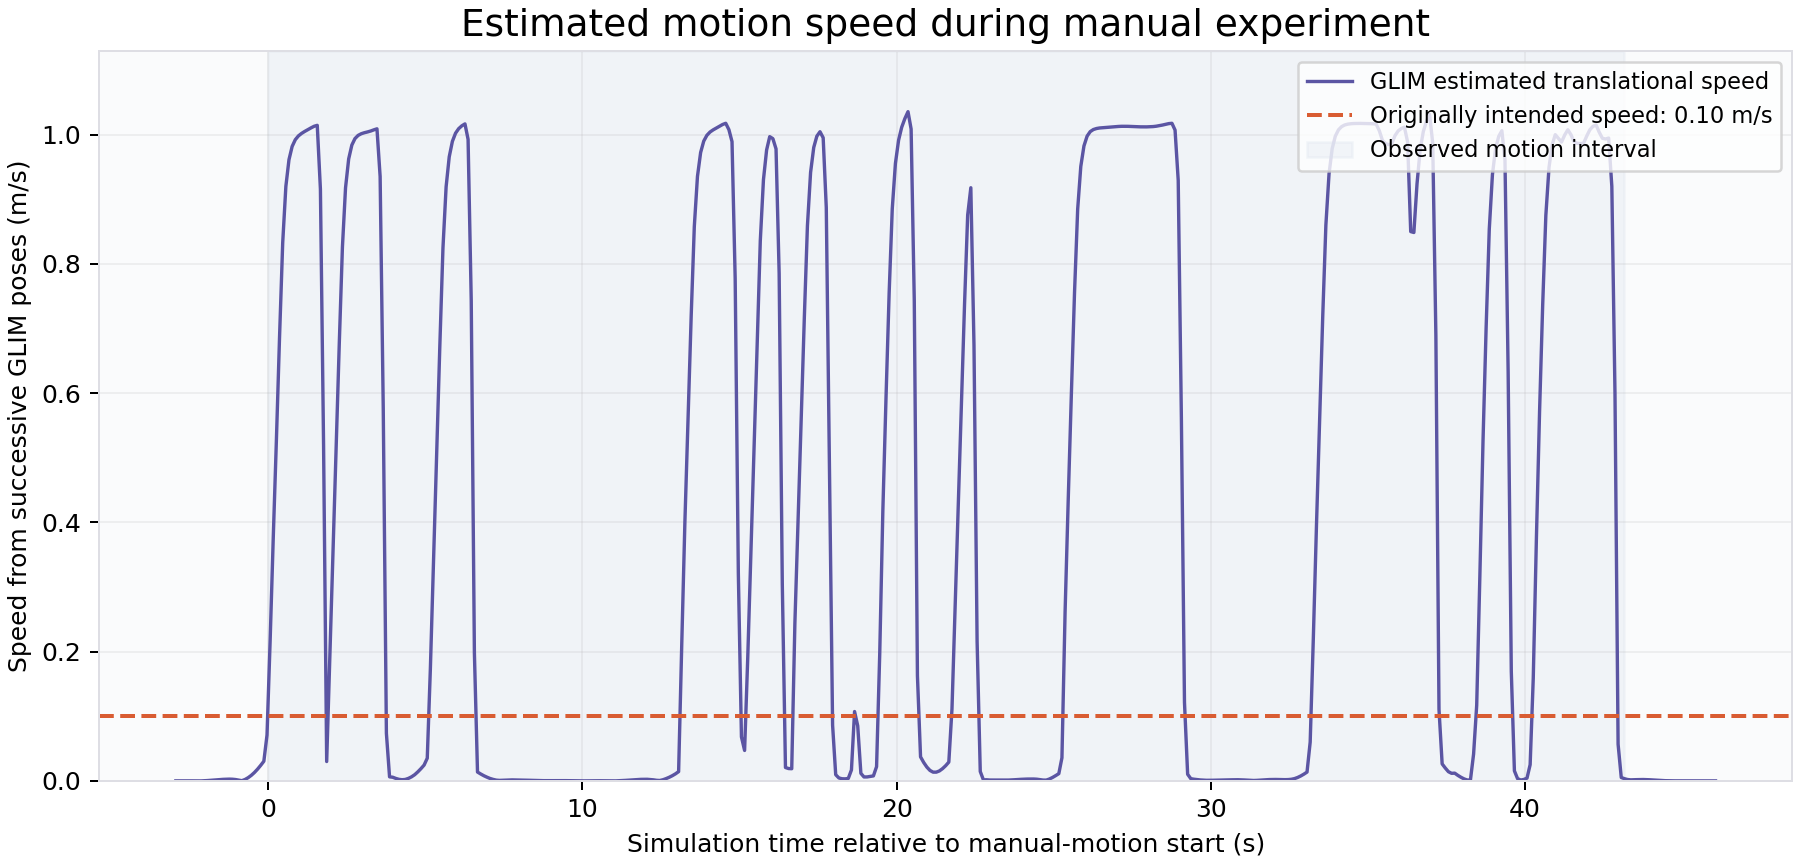 Estimated motion speed during manual experiment
GLIM estimated translational speed
Originally intended speed: 0.10 m/s
Observed motion interval
Speed from successive GLIM poses (m/s)
1.0
0.8
0.6
0.4
0.2
0.0
0 10 20 30 40
Simulation time relative to manual-motion start (s)